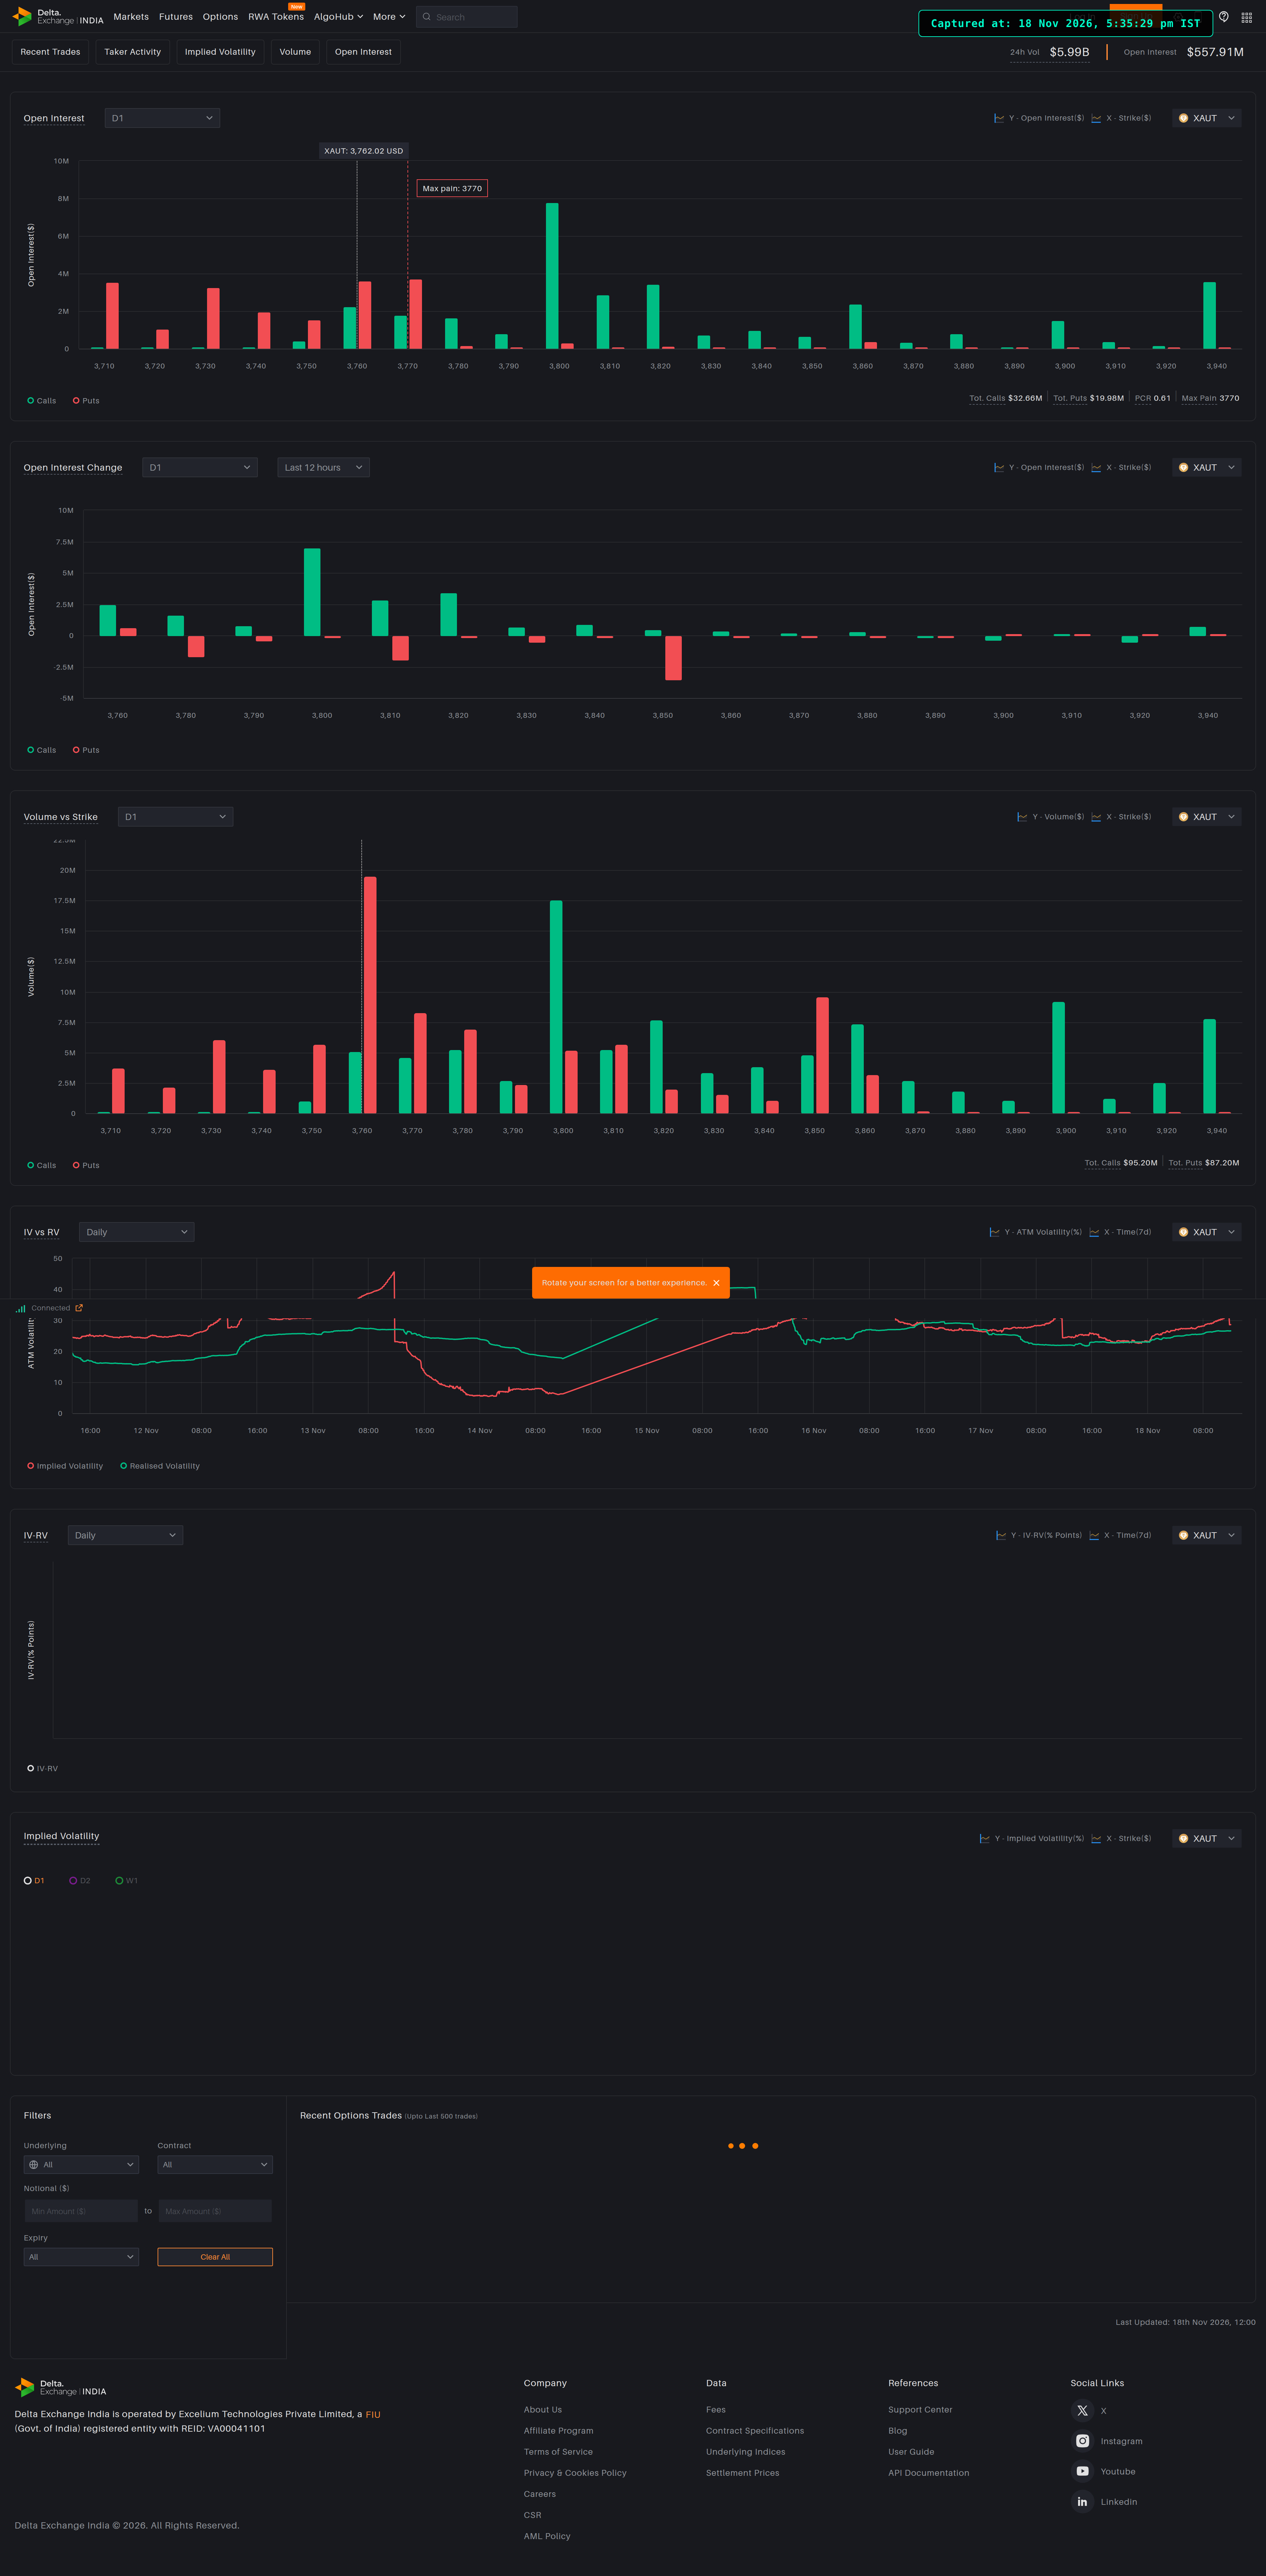 Delta. Exchange | INDIA
Markets Futures Options RWA Tokens New AlgoHub More Search
Captured at: 18 Nov 2026, 5:35:29 pm IST
Recent Trades Taker Activity Implied Volatility Volume Open Interest
24h Vol $5.99B Open Interest $557.91M
Open Interest D1 Y - Open Interest($) X - Strike($) XAUT
XAUT: 3,762.02 USD
Max pain: 3770
Open Interest($)
10M
8M
6M
4M
2M
0
3,710 3,720 3,730 3,740 3,750 3,760 3,770 3,780 3,790 3,800 3,810 3,820 3,830 3,840 3,850 3,860 3,870 3,880 3,890 3,900 3,910 3,920 3,940
Calls Puts
Tot. Calls $32.66M Tot. Puts $19.98M PCR 0.61 Max Pain 3770
Open Interest Change D1 Last 12 hours Y - Open Interest($) X - Strike($) XAUT
Open Interest($)
10M
7.5M
5M
2.5M
0
-2.5M
-5M
3,760 3,780 3,790 3,800 3,810 3,820 3,830 3,840 3,850 3,860 3,870 3,880 3,890 3,900 3,910 3,920 3,940
Calls Puts
Volume vs Strike D1 Y - Volume($) X - Strike($) XAUT
Volume($)
22.5M
20M
17.5M
15M
12.5M
10M
7.5M
5M
2.5M
0
3,710 3,720 3,730 3,740 3,750 3,760 3,770 3,780 3,790 3,800 3,810 3,820 3,830 3,840 3,850 3,860 3,870 3,880 3,890 3,900 3,910 3,920 3,940
Calls Puts
Tot. Calls $95.20M Tot. Puts $87.20M
IV vs RV Daily Y - ATM Volatility(%) X - Time(7d) XAUT
50
40
Rotate your screen for a better experience.
Connected
ATM Volatilit
30
20
10
0
16:00 12 Nov 08:00 16:00 13 Nov 08:00 16:00 14 Nov 08:00 16:00 15 Nov 08:00 16:00 16 Nov 08:00 16:00 17 Nov 08:00 16:00 18 Nov 08:00
Implied Volatility Realised Volatility
IV-RV Daily Y - IV-RV(% Points) X - Time(7d) XAUT
IV-RV(% Points)
IV-RV
Implied Volatility Y - Implied Volatility(%) X - Strike($) XAUT
D1 D2 W1
Filters
Recent Options Trades (Upto Last 500 trades)
Underlying Contract
All All
Notional ($)
Min Amount ($) to Max Amount ($)
Expiry
All Clear All
Last Updated: 18th Nov 2026, 12:00
Delta. Exchange | INDIA
Delta Exchange India is operated by Excelium Technologies Private Limited, a FIU
(Govt. of India) registered entity with REID: VA00041101
Delta Exchange India © 2026. All Rights Reserved.
Company
About Us
Affiliate Program
Terms of Service
Privacy & Cookies Policy
Careers
CSR
AML Policy
Data
Fees
Contract Specifications
Underlying Indices
Settlement Prices
References
Support Center
Blog
User Guide
API Documentation
Social Links
X
Instagram
Youtube
Linkedin